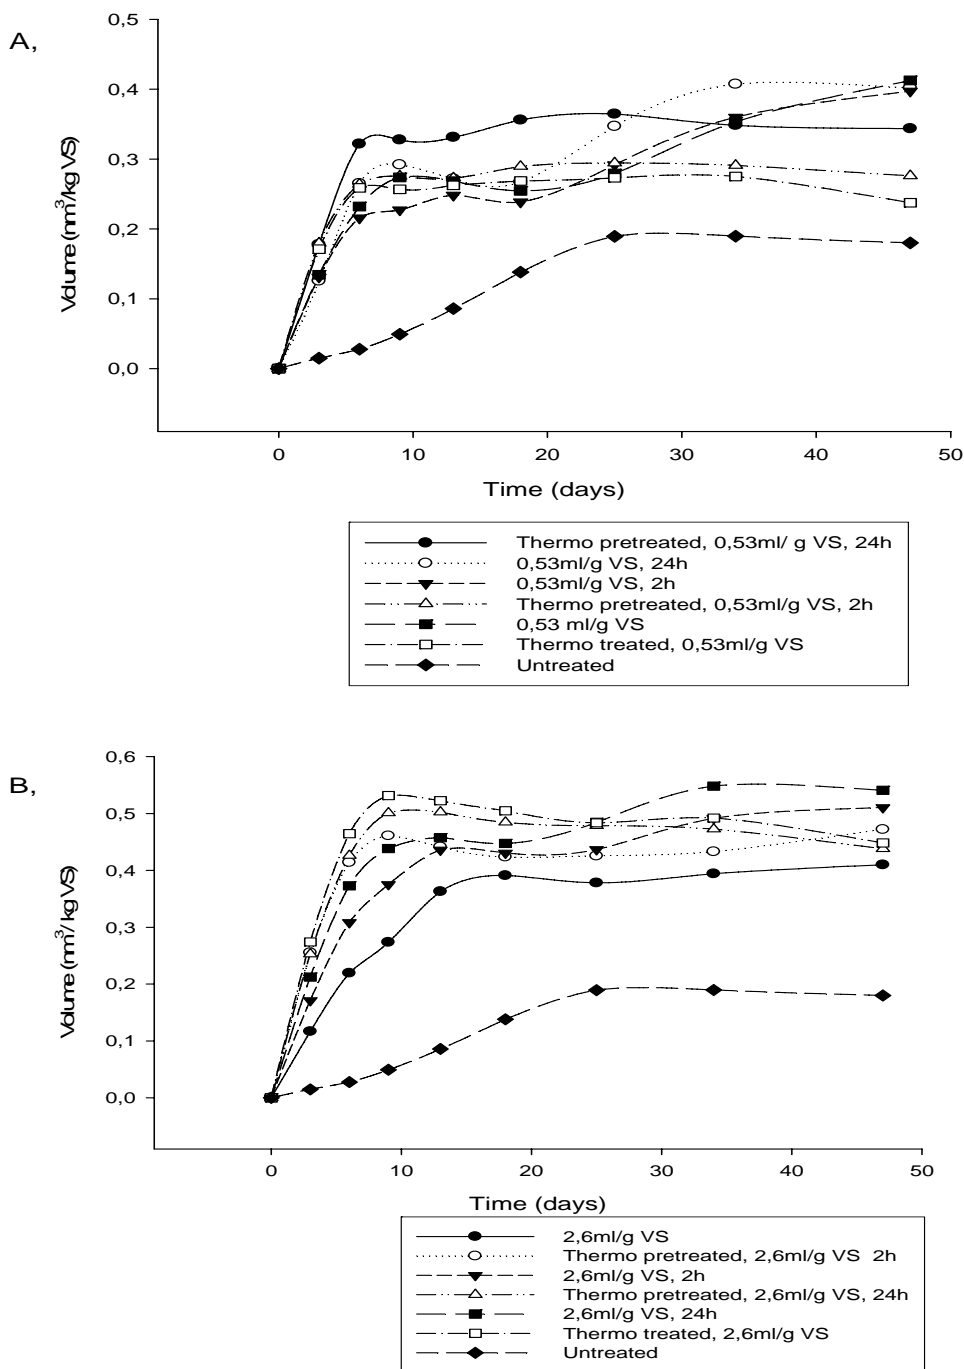 A,
0,5
0,4
0,3
0,2
0,1
0,0
Volume (nm³/kg VS)
0 10 20 30 40 50
Time (days)
Thermo pretreated, 0,53ml/ g VS, 24h
0,53ml/g VS, 24h
0,53ml/g VS, 2h
Thermo pretreated, 0,53ml/g VS, 2h
0,53 ml/g VS
Thermo treated, 0,53ml/g VS
Untreated
B,
0,6
0,5
0,4
0,3
0,2
0,1
0,0
Volume (nm³/ kg VS)
0 10 20 30 40 50
Time (days)
2,6ml/g VS
Thermo pretreated, 2,6ml/g VS 2h
2,6ml/g VS, 2h
Thermo pretreated, 2,6ml/g VS, 24h
2,6ml/g VS, 24h
Thermo treated, 2,6ml/g VS
Untreated